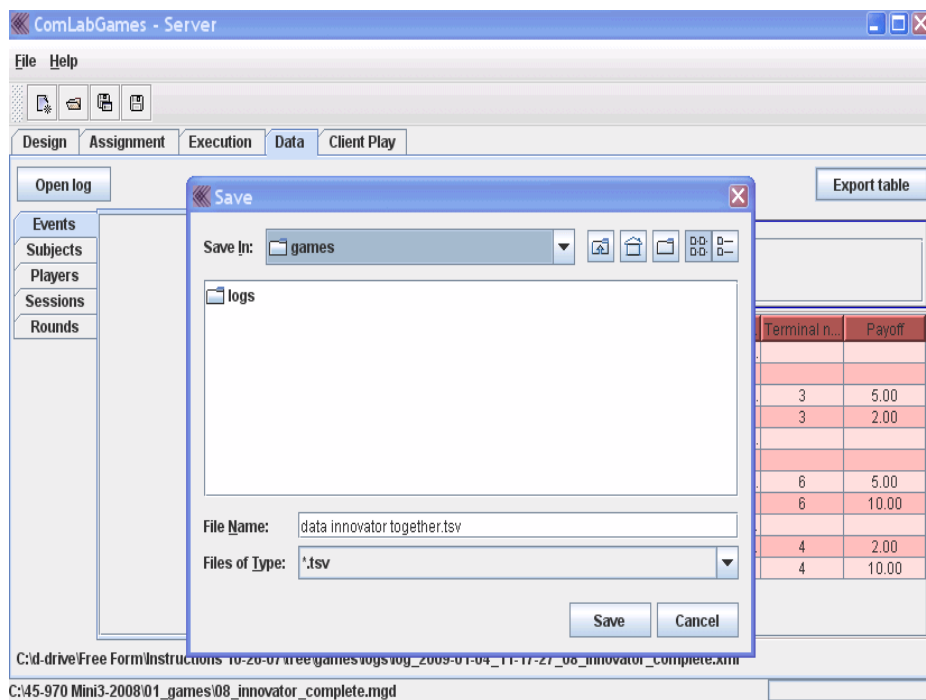 ComLabGames - Server
File Help
Design Assignment Execution Data Client Play
Open log
Export table
Events
Subjects
Players
Sessions
Rounds
Save
Save In: games
logs
File Name: data innovator together.tsv
Files of Type: *.tsv
Save Cancel
Terminal n... Payoff
3 5.00
3 2.00
6 5.00
6 10.00
4 2.00
4 10.00
C:\d-drive\Free Form\Instructions 10-26-07\free\games\logs\log_2009-01-04_11-17-27_08_innovator_complete.xml
C:\45-970 Mini3-2008\01_games\08_innovator_complete.mgd